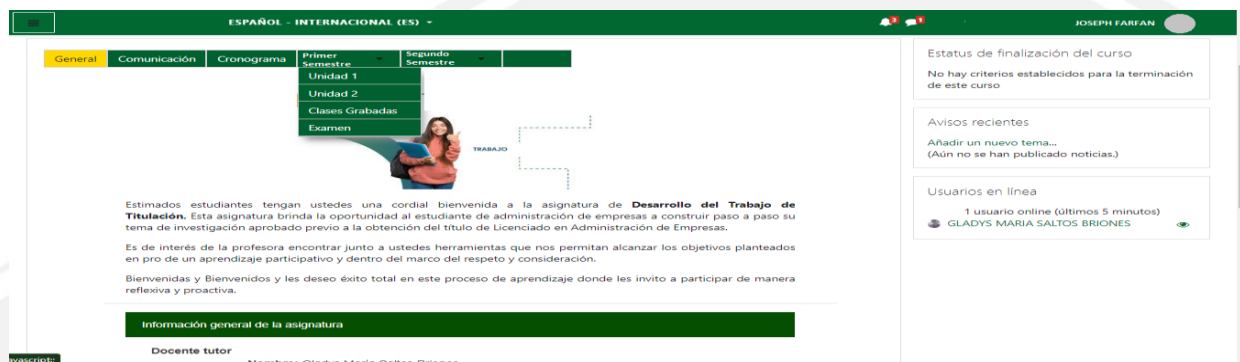 ESPAÑOL - INTERNACIONAL (ES)
3
1
JOSEPH FARFAN
General
Comunicación
Cronograma
Primer
Semestre
Segundo
Semestre
Unidad 1
Unidad 2
Clases Grabadas
Examen
TRABAJO
Estimados estudiantes tengan ustedes una cordial bienvenida a la asignatura de Desarrollo del Trabajo de
Titulación. Esta asignatura brinda la oportunidad al estudiante de administración de empresas a construir paso a paso su
tema de investigación aprobado previo a la obtención del título de Licenciado en Administración de Empresas.
Es de interés de la profesora encontrar junto a ustedes herramientas que nos permitan alcanzar los objetivos planteados
en pro de un aprendizaje participativo y dentro del marco del respeto y consideración.
Bienvenidas y Bienvenidos y les deseo éxito total en este proceso de aprendizaje donde les invito a participar de manera
reflexiva y proactiva.
Información general de la asignatura
Docente tutor
Estatus de finalización del curso
No hay criterios establecidos para la terminación
de este curso
Avisos recientes
Añadir un nuevo tema...
(Aún no se han publicado noticias.)
Usuarios en línea
1 usuario online (últimos 5 minutos)
GLADYS MARIA SALTOS BRIONES